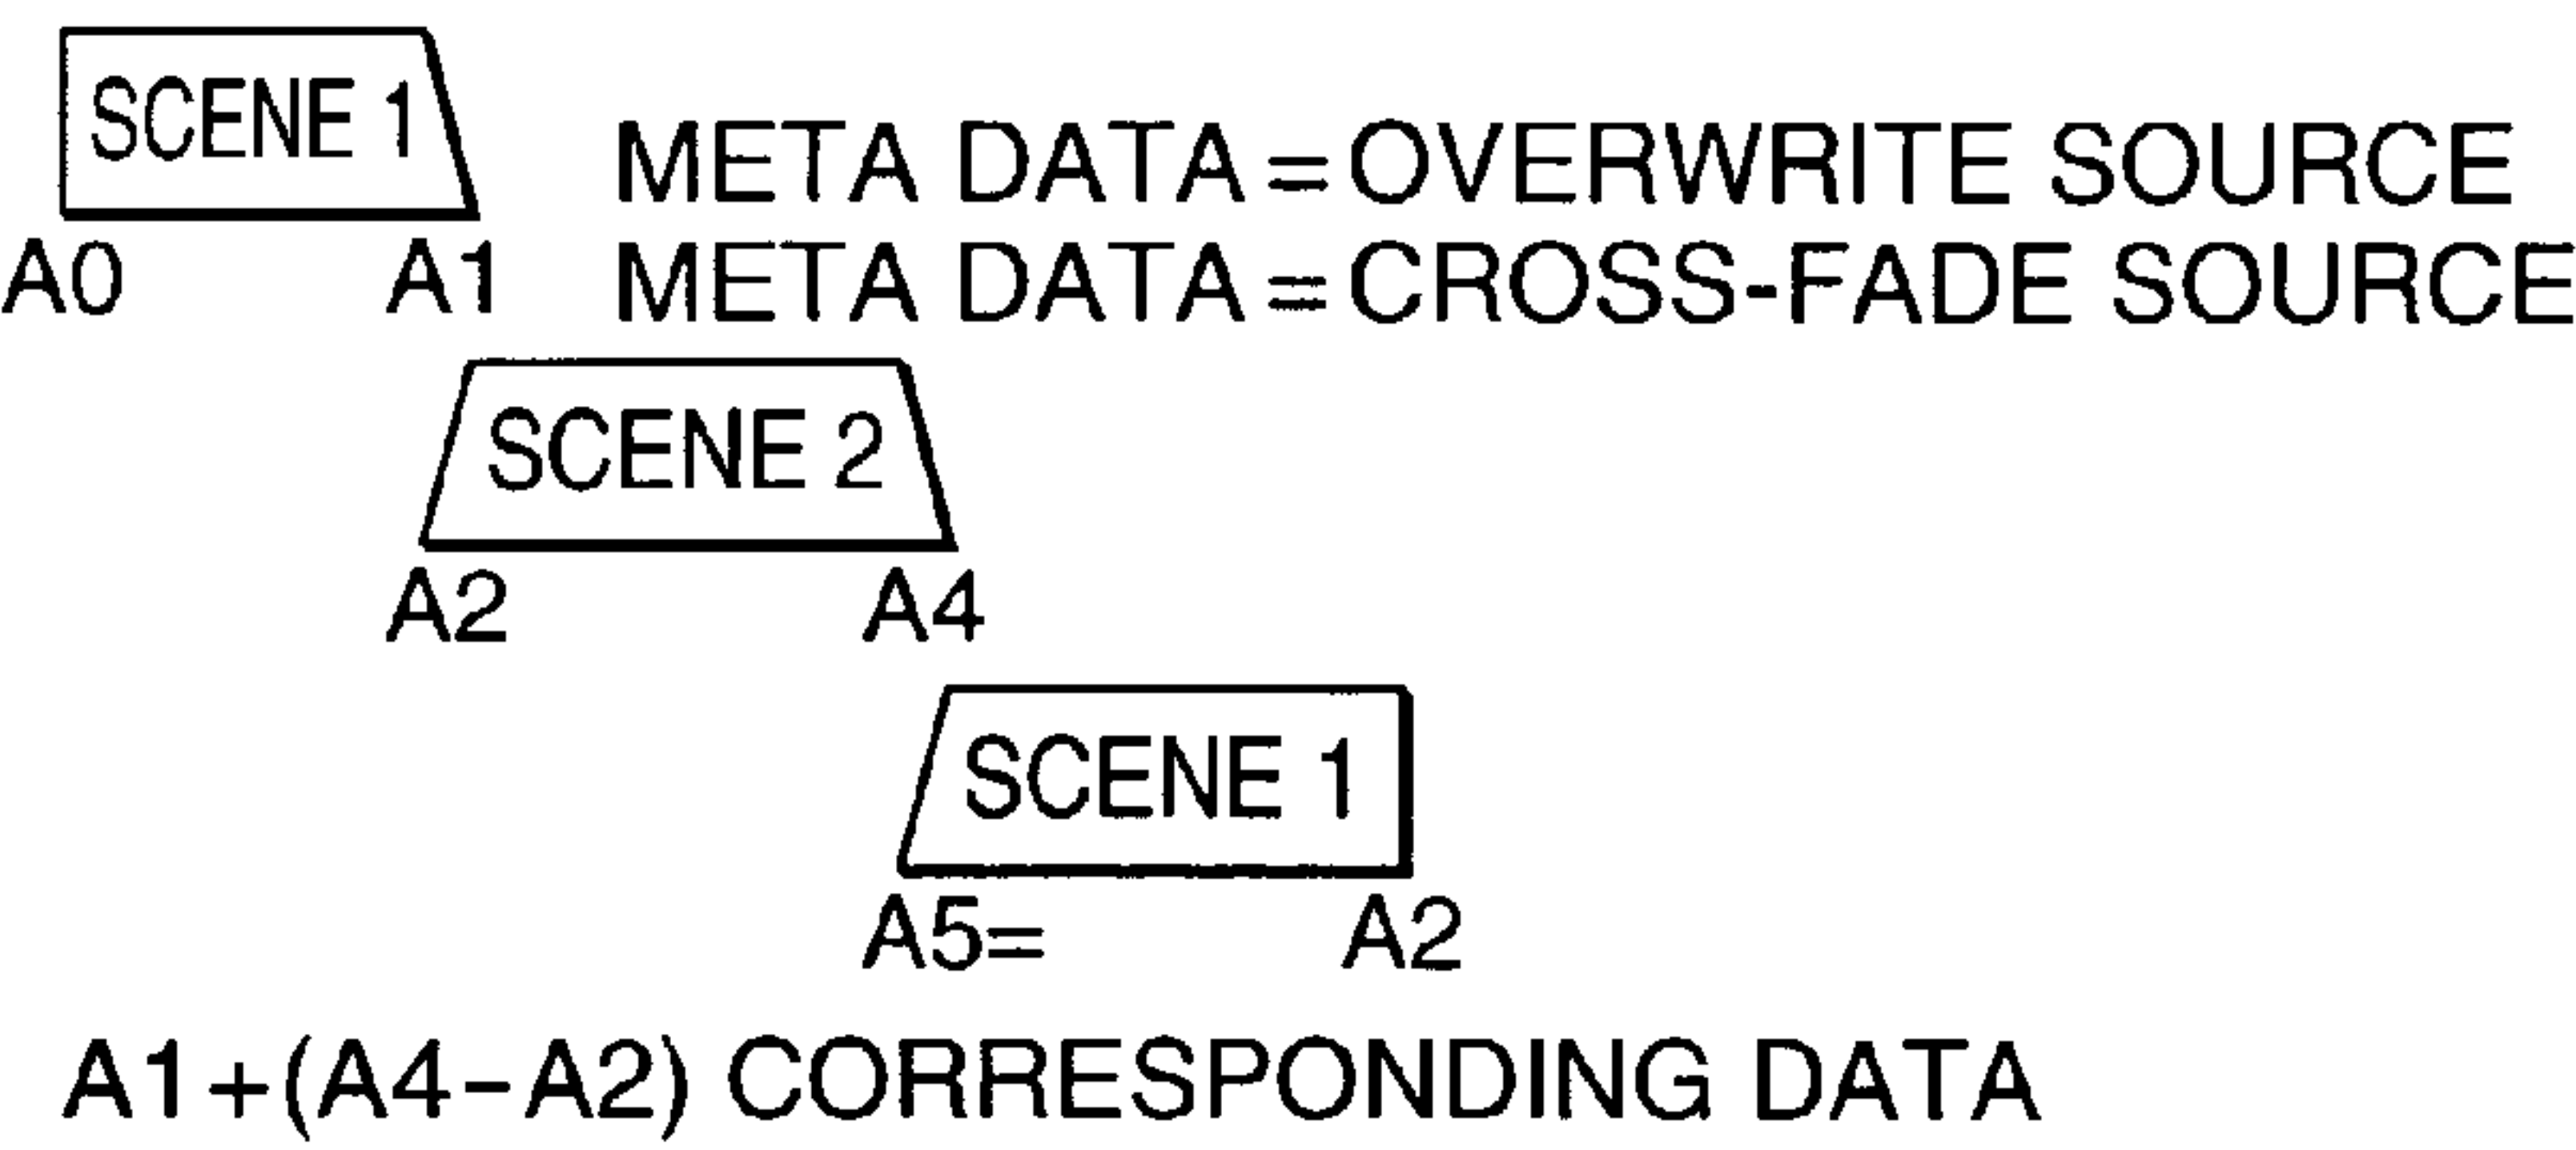 SCENE 1
META DATA=OVERWRITE SOURCE
A0 A1 META DATA=CROSS-FADE SOURCE
SCENE 2
A2 A4
SCENE 1
A5= A2
A1+(A4-A2) CORRESPONDING DATA